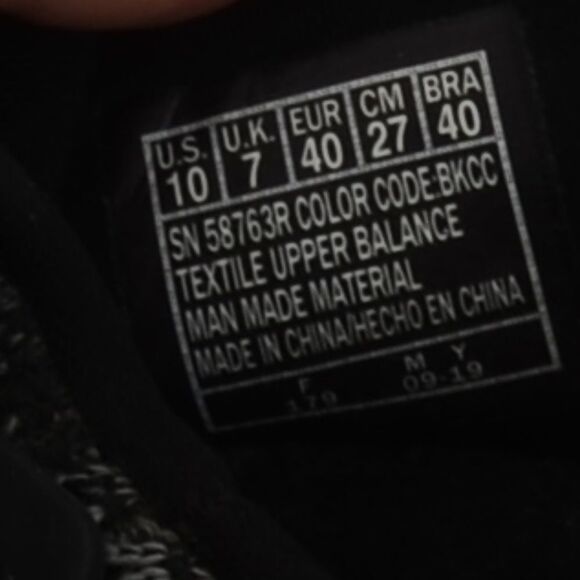 U.S. U.K. EUR CM BRA
10 7 40 27 40
SN 58763R COLOR CODE:BKCC
TEXTILE UPPER BALANCE
MAN MADE MATERIAL
MADE IN CHINA/HECHO EN CHINA
F M Y
179 09-19